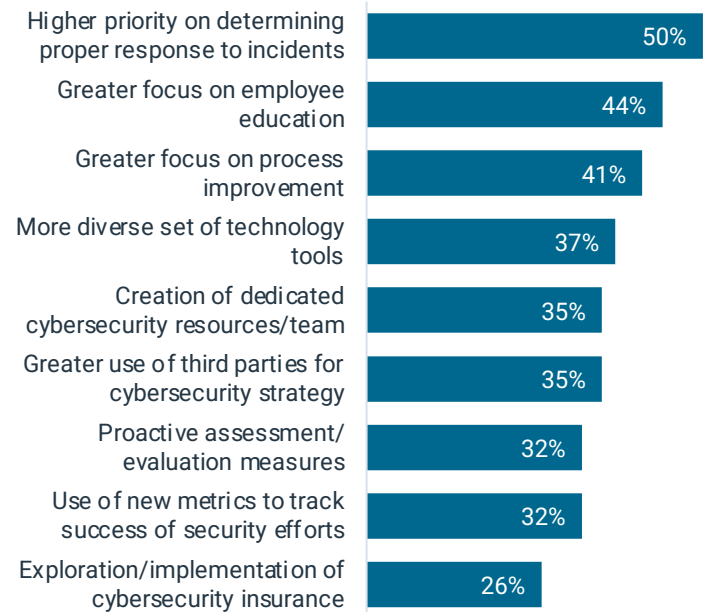 Higher priority on determining
proper response to incidents
50%
Greater focus on employee
education
44%
Greater focus on process
improvement
41%
More diverse set of technology
tools
37%
Creation of dedicated
cybersecurity resources/team
35%
Greater use of third parties for
cybersecurity strategy
35%
Proactive assessment/
evaluation measures
32%
Use of new metrics to track
success of security efforts
32%
Exploration/implementation of
cybersecurity insurance
26%